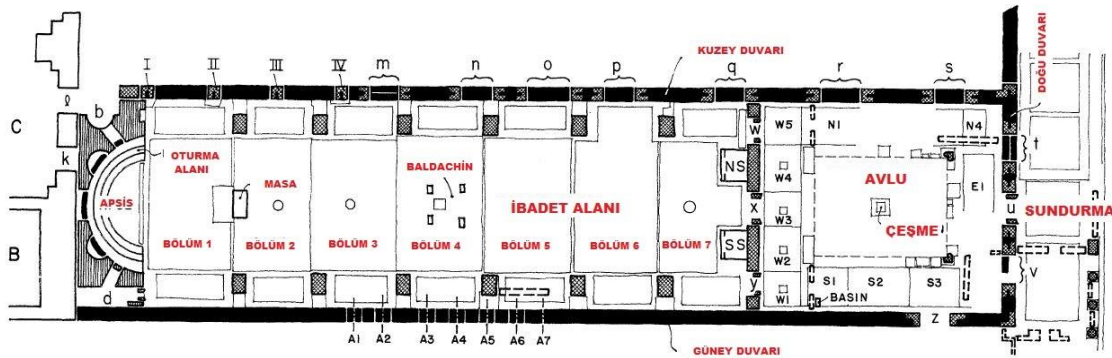 I II III IV m n o p KUZEY DUVARI q r s
DOĞU DUVARI
ℓ b
C
k
OTURMA ALANI
APSİS
MASA
BALDACHİN
İBADET ALANI
BÖLÜM 1 BÖLÜM 2 BÖLÜM 3 BÖLÜM 4 BÖLÜM 5 BÖLÜM 6 BÖLÜM 7
B
d
w W5 N1 N4
t
NS W4
AVLU
E1
x W3
ÇEŞME
u SUNDURMA
SS W2
v
y W1 S1 S2 S3
BASIN
z
A1 A2 A3 A4 A5 A6 A7
GÜNEY DUVARI